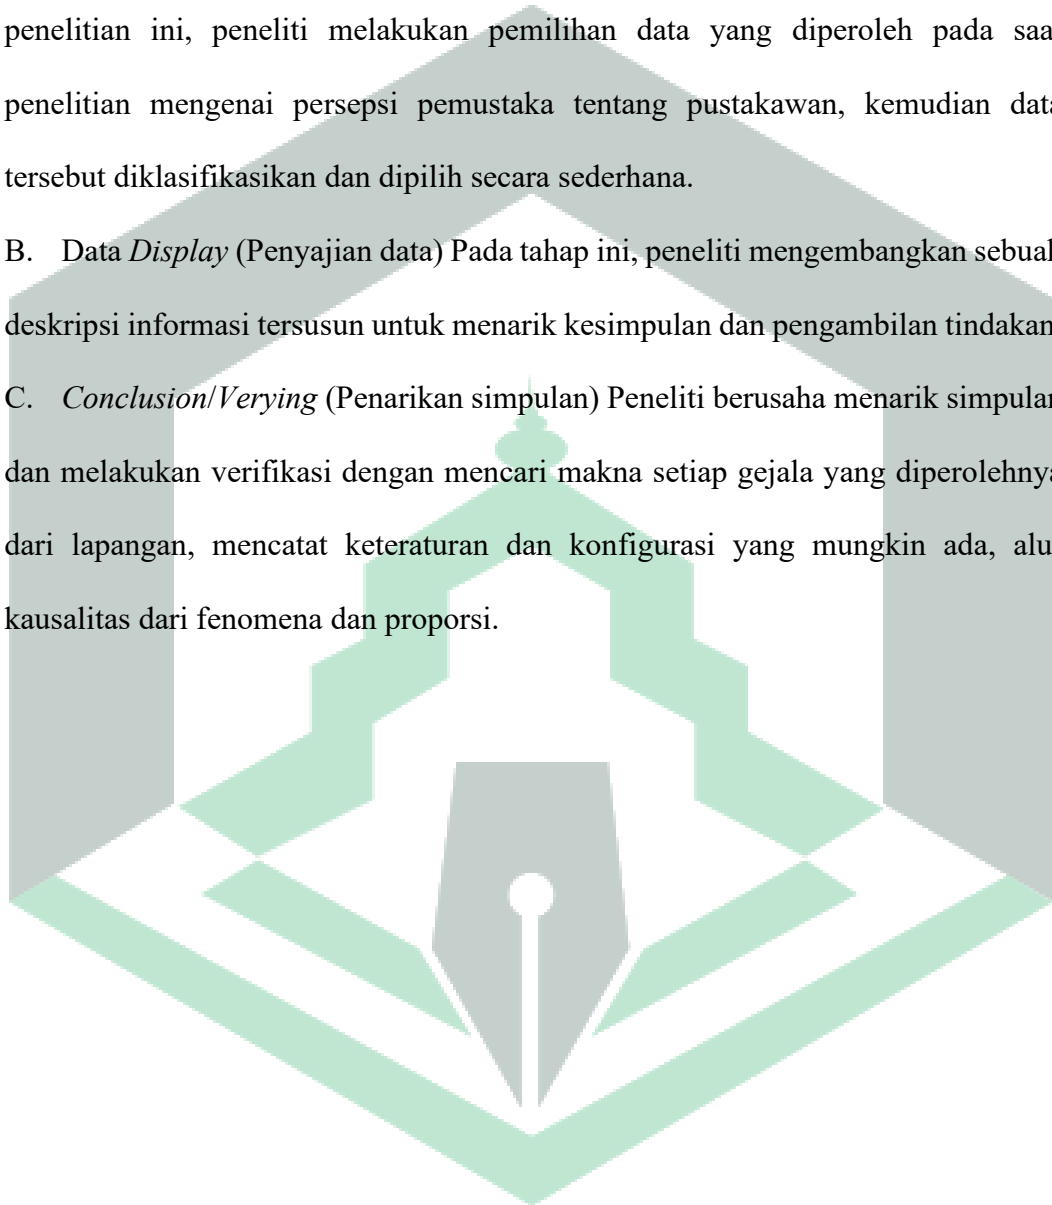 penelitian ini, peneliti melakukan pemilihan data yang diperoleh pada saa
penelitian mengenai persepsi pemustaka tentang pustakawan, kemudian data
tersebut diklasifikasikan dan dipilih secara sederhana.
B. Data Display (Penyajian data) Pada tahap ini, peneliti mengembangkan sebuah
deskripsi informasi tersusun untuk menarik kesimpulan dan pengambilan tindakan
C. Conclusion/Verying (Penarikan simpulan) Peneliti berusaha menarik simpulan
dan melakukan verifikasi dengan mencari makna setiap gejala yang diperolehnya
dari lapangan, mencatat keteraturan dan konfigurasi yang mungkin ada, alu
kausalitas dari fenomena dan proporsi.